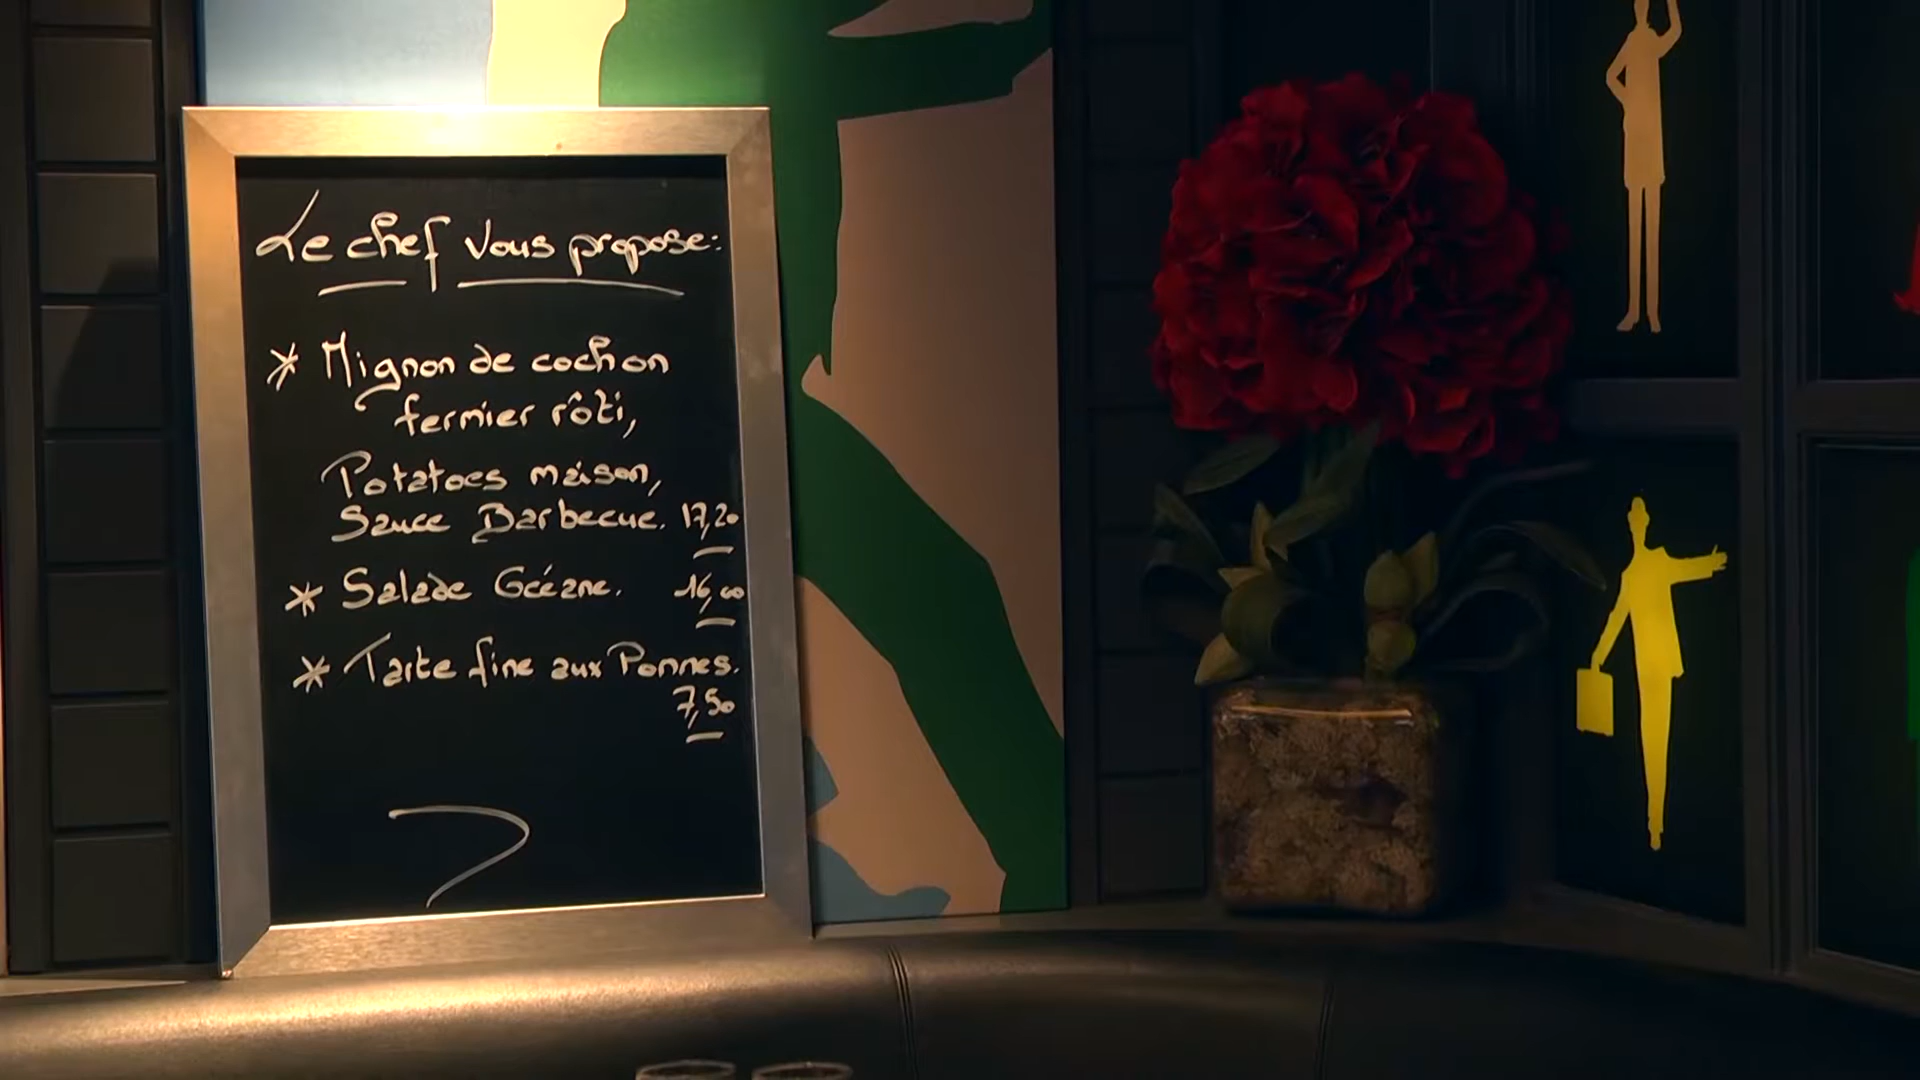 Le chef vous propose:
* Mignon de cochon
fermier rôti,
Potatoes maison,
Sauce Barbecue. 17,20
* Salade Océane. 16,00
* Tarte fine aux Pommes.
7,50